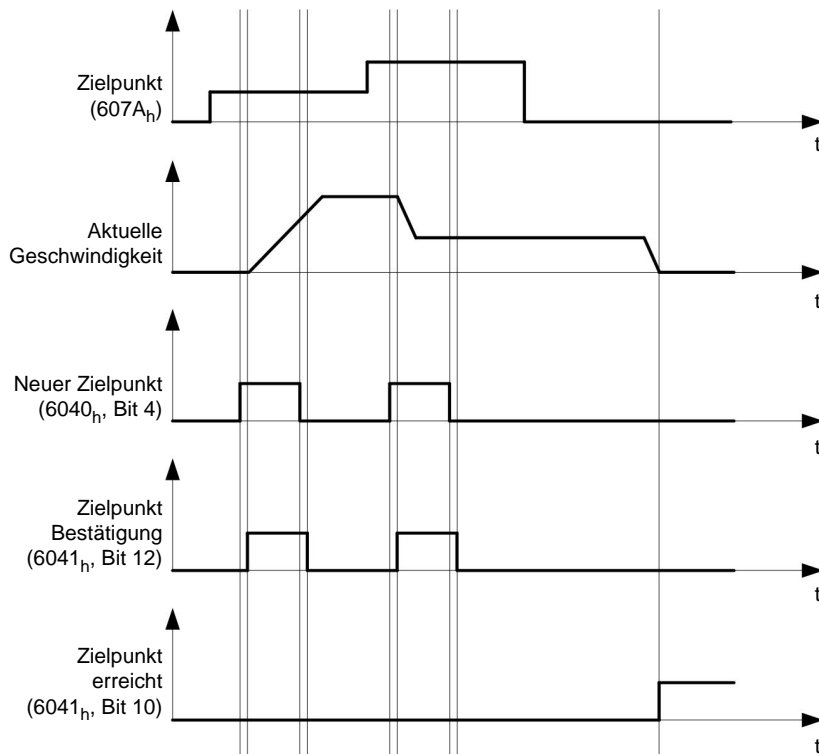 Zielpunkt
(607Ah)
t
Aktuelle
Geschwindigkeit
t
Neuer Zielpunkt
(6040h, Bit 4)
t
Zielpunkt
Bestätigung
(6041h, Bit 12)
t
Zielpunkt
erreicht
(6041h, Bit 10)
t